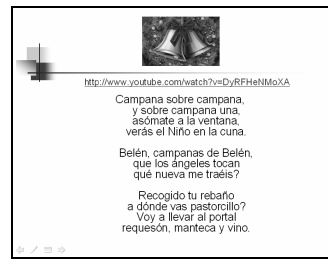 http://www.youtube.com/watch?v=DyRFHeNMoXA
Campana sobre campana,
y sobre campana una,
asómate a la ventana,
verás el Niño en la cuna.
Belén, campanas de Belén,
que los ángeles tocan
qué nueva me traéis?
Recogido tu rebaño
a dónde vas pastorcillo?
Voy a llevar al portal
requesón, manteca y vino.